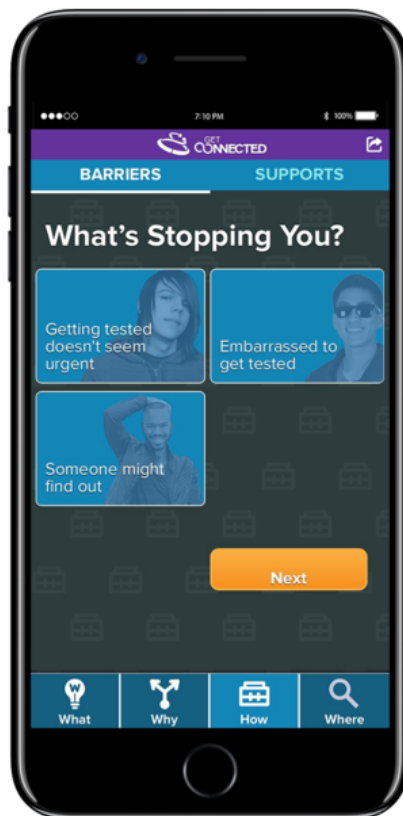 7:10 PM
100%
GET
CONNECTED
BARRIERS
SUPPORTS
What's Stopping You?
Getting tested
doesn't seem
urgent
Embarrassed to
get tested
Someone might
find out
Next
W
What
Why
How
Where